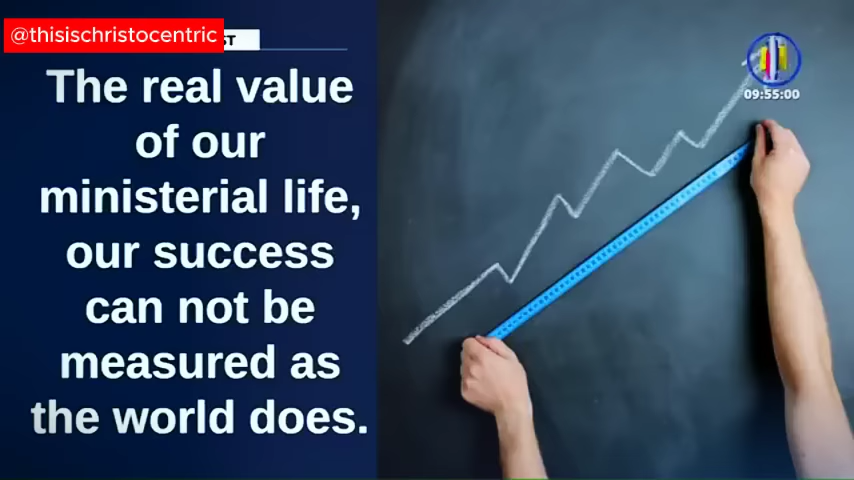 @thisischristocentric
ST
The real value
of our
ministerial life,
our success
can not be
measured as
the world does.
09:55:00